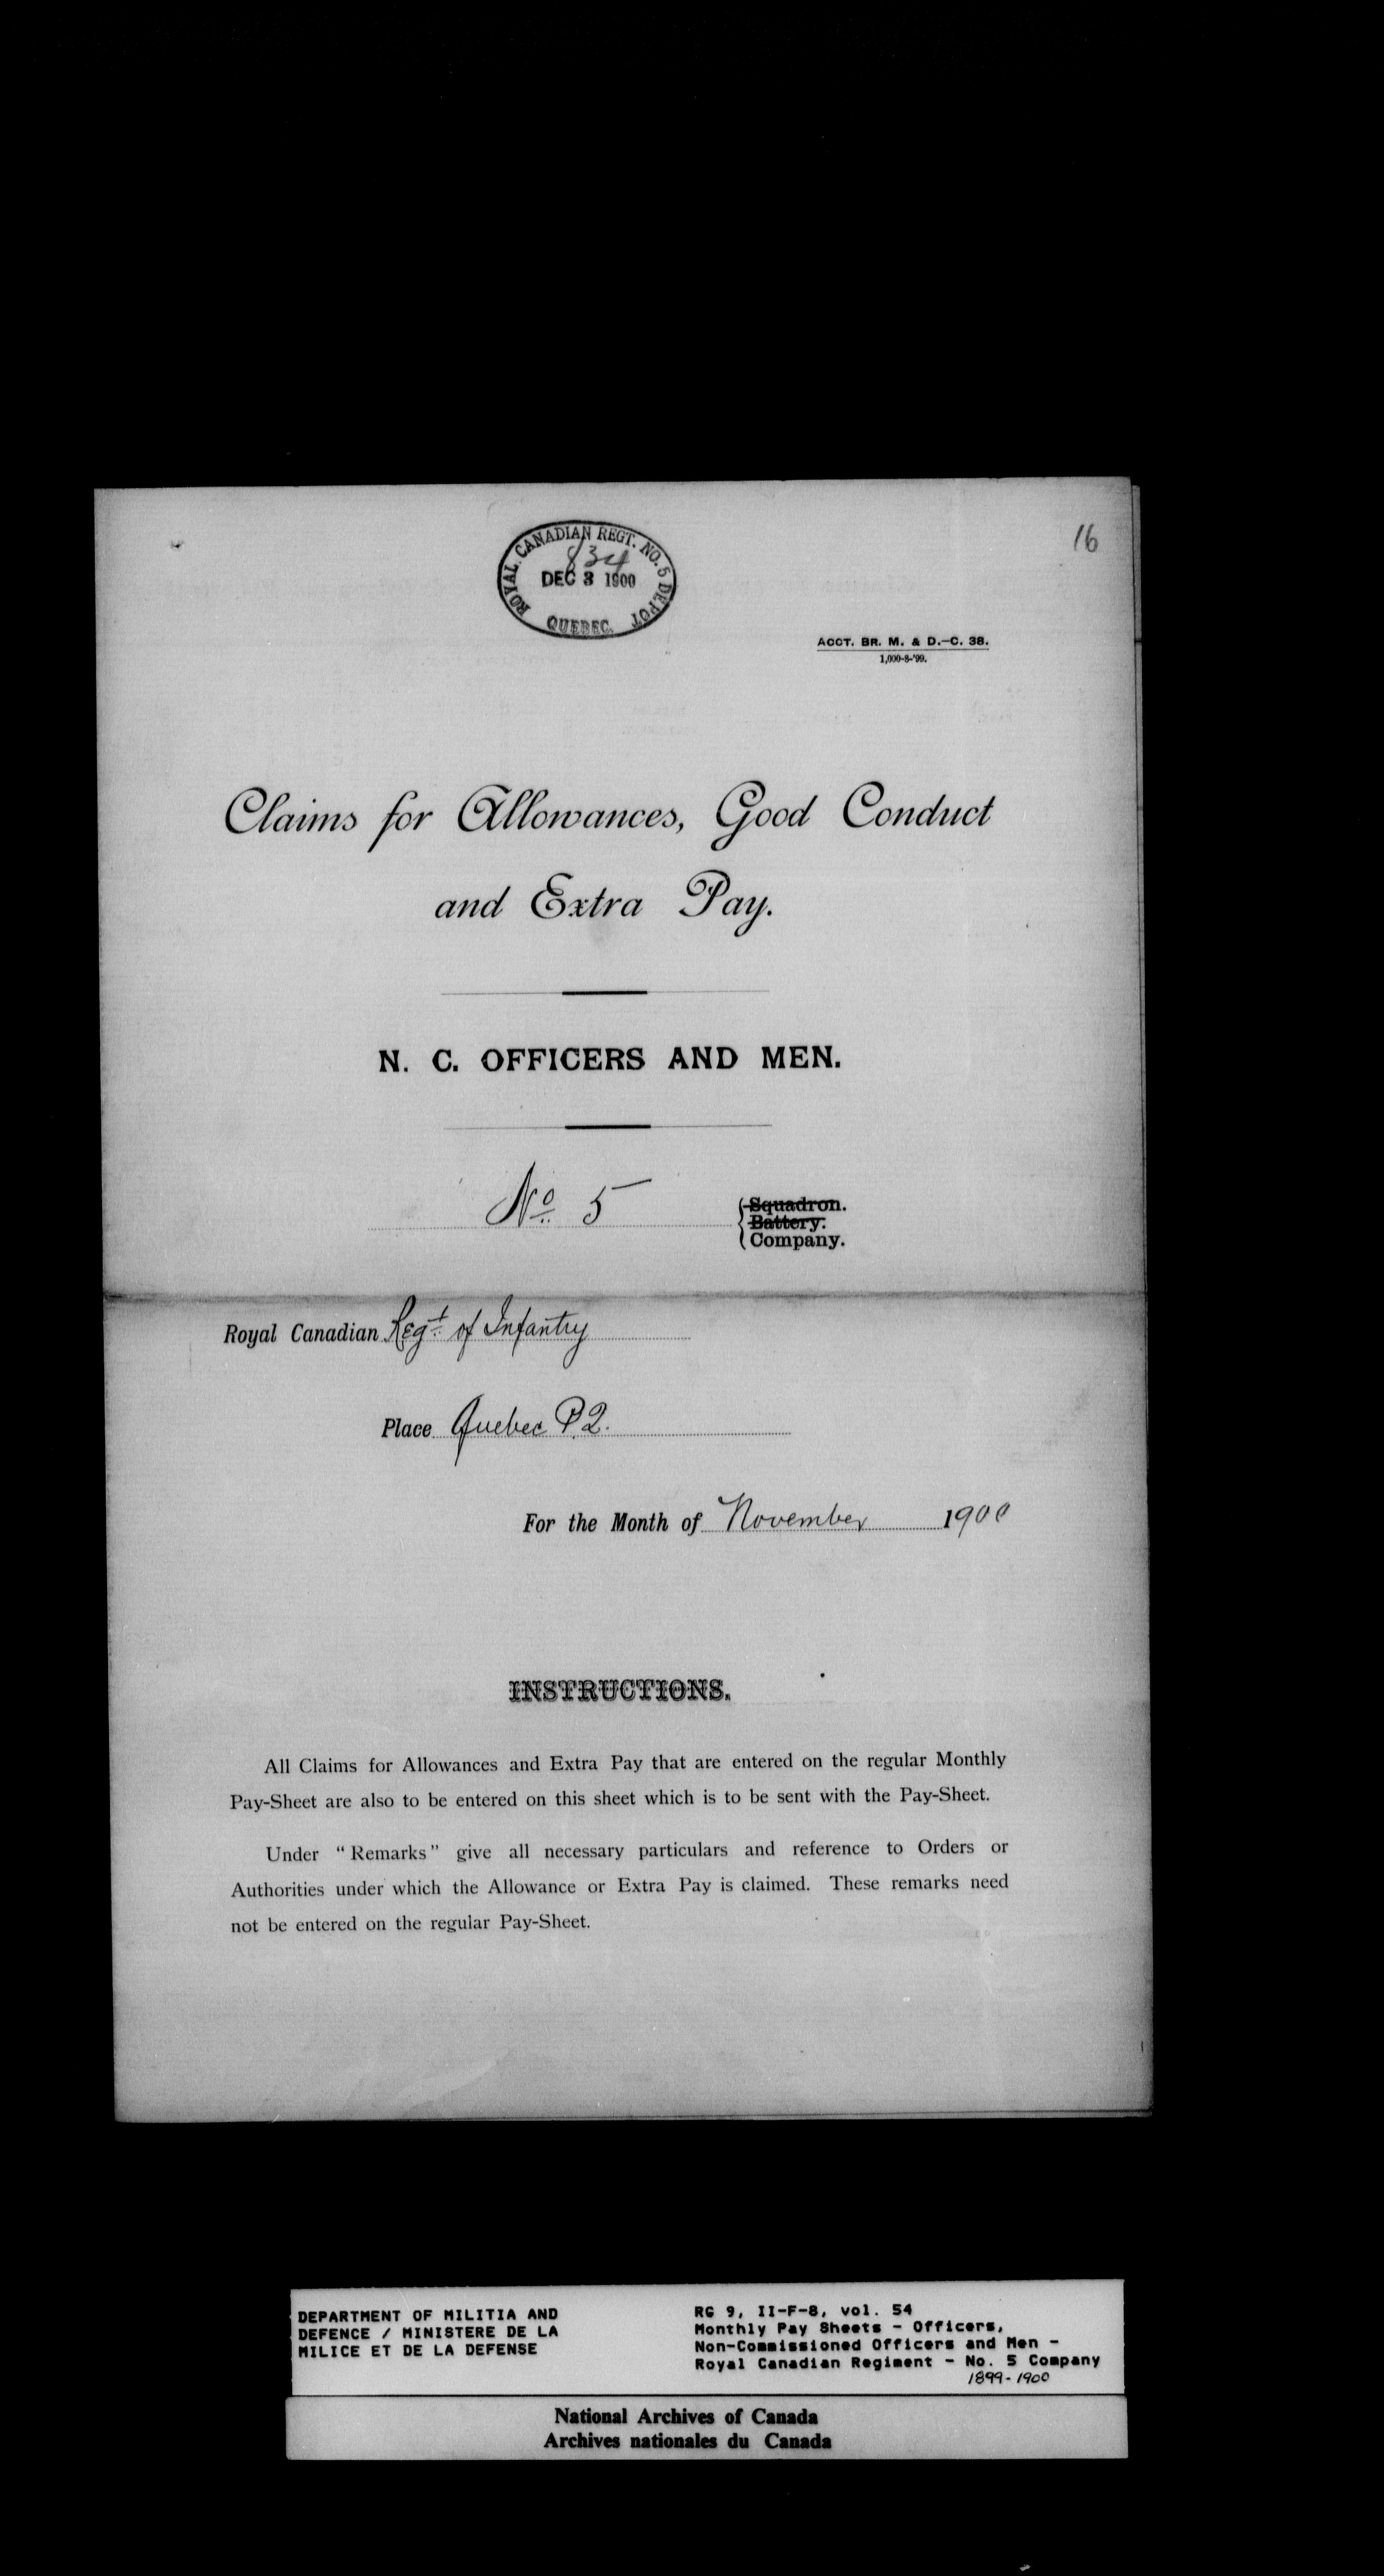 16
ROYAL CANADIAN REGT. NO. 5 DEPOT
834
DEC 3 1900
QUEBEC.
ACCT. BR. M. & D.-C. 38.
1,000-8-'99.
Claims for Allowances, Good Conduct
and Extra Pay.
N. C. OFFICERS AND MEN.
No. 5
Squadron.
Battery.
Company.
Royal Canadian Regt. of Infantry
Place Quebec P.Q.
For the Month of November 1900
INSTRUCTIONS.
All Claims for Allowances and Extra Pay that are entered on the regular Monthly
Pay-Sheet are also to be entered on this sheet which is to be sent with the Pay-Sheet.
Under "Remarks" give all necessary particulars and reference to Orders or
Authorities under which the Allowance or Extra Pay is claimed. These remarks need
not be entered on the regular Pay-Sheet.
DEPARTMENT OF MILITIA AND
DEFENCE / MINISTERE DE LA
MILICE ET DE LA DEFENSE
RG 9, II-F-8, vol. 54
Monthly Pay Sheets - Officers,
Non-Commissioned Officers and Men -
Royal Canadian Regiment - No. 5 Company
1899-1900
National Archives of Canada
Archives nationales du Canada